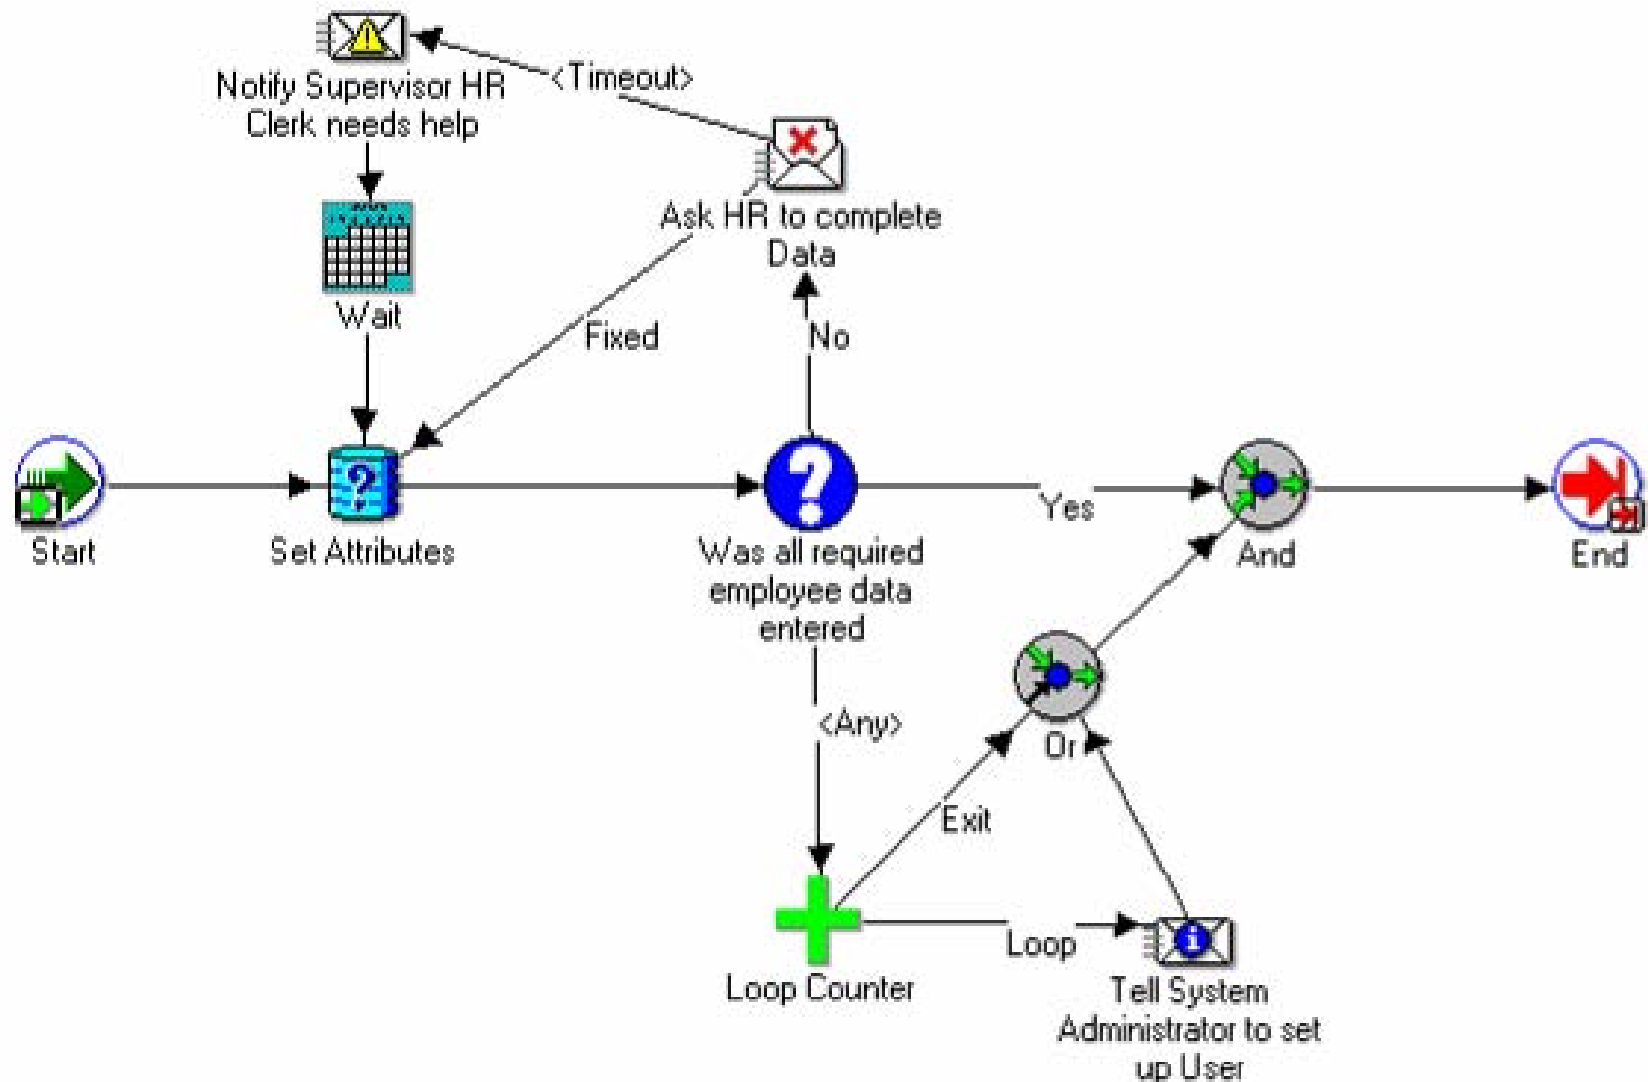 Notify Supervisor HR
Clerk needs help
<Timeout>
Ask HR to complete
Data
Wait
Fixed
No
Start
Set Attributes
Was all required
employee data
entered
Yes
And
End
<Any>
Or
Exit
Loop
Loop Counter
Tell System
Administrator to set
up User